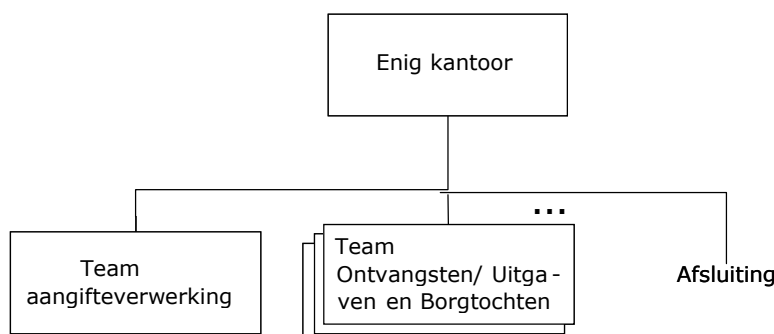 Enig kantoor
...
Team
aangifteverwerking
Team
Ontvangsten/ Uitga-
ven en Borgtochten
Afsluiting